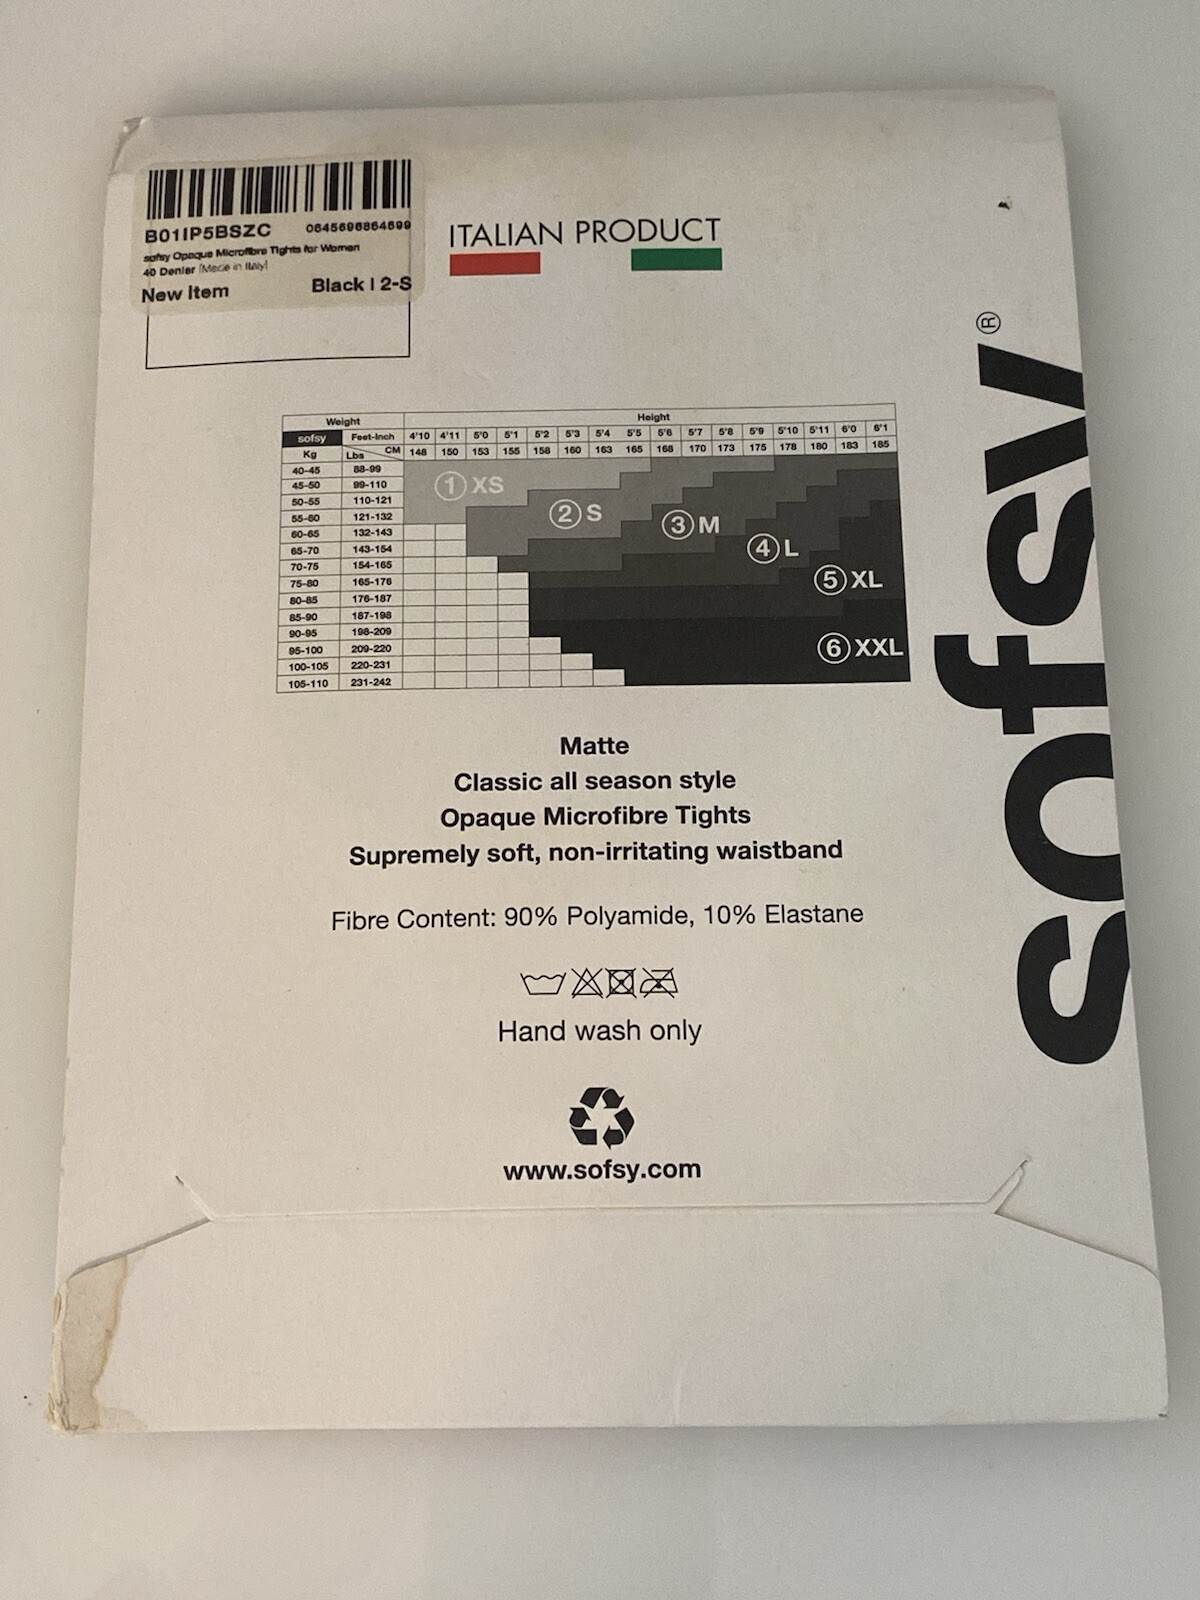 B01IP5BSZC 0645696864699
sofsy Opaque Microfibre Tights for Women
40 Denier [Made in Italy]
New Item Black | 2-S
ITALIAN PRODUCT
sofsy®
Weight Height
sofsy Feet-Inch 4'10 4'11 5'0 5'1 5'2 5'3 5'4 5'5 5'6 5'7 5'8 5'9 5'10 5'11 6'0 6'1
Kg Lbs CM 148 150 153 155 158 160 163 165 168 170 173 175 178 180 183 185
40-45 88-99
45-50 99-110
50-55 110-121
55-60 121-132
60-65 132-143
65-70 143-154
70-75 154-165
75-80 165-176
80-85 176-187
85-90 187-198
90-95 198-209
95-100 209-220
100-105 220-231
105-110 231-242
1 XS
2 S
3 M
4 L
5 XL
6 XXL
Matte
Classic all season style
Opaque Microfibre Tights
Supremely soft, non-irritating waistband
Fibre Content: 90% Polyamide, 10% Elastane
Hand wash only
www.sofsy.com